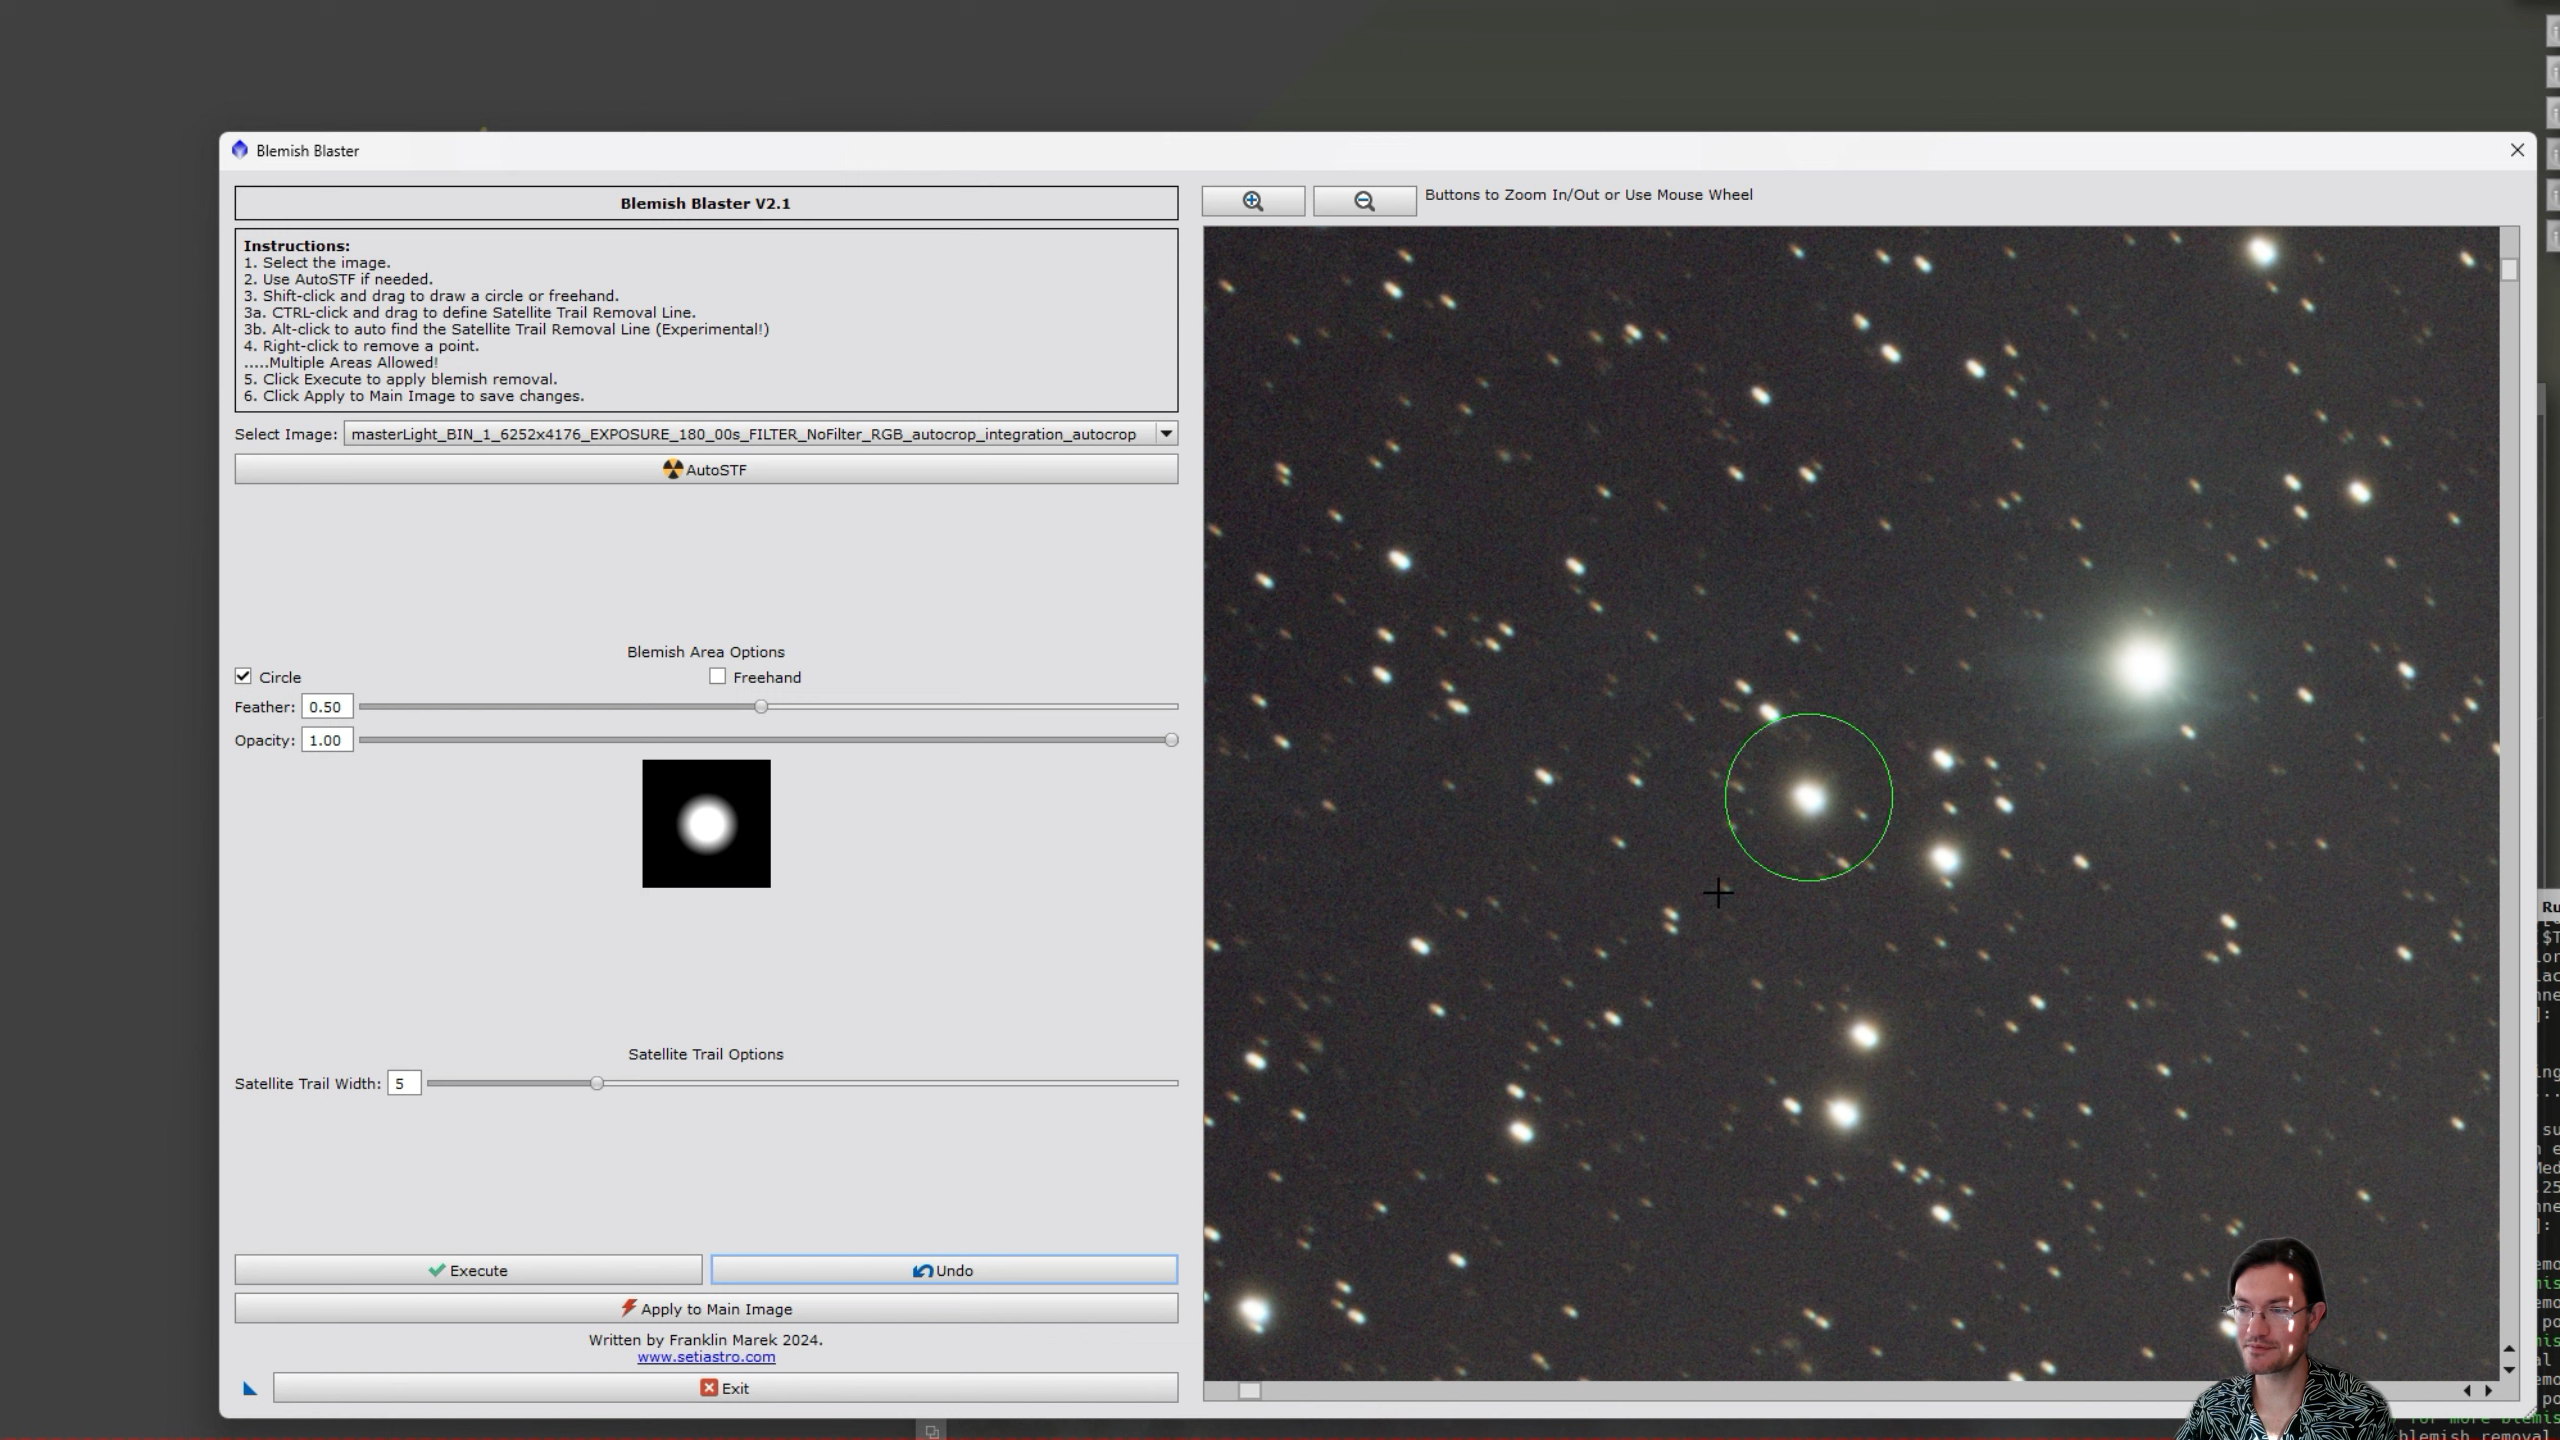 Blemish Blaster
Blemish Blaster V2.1
Buttons to Zoom In/Out or Use Mouse Wheel
Instructions:
1. Select the image.
2. Use AutoSTF if needed.
3. Shift-click and drag to draw a circle or freehand.
3a. CTRL-click and drag to define Satellite Trail Removal Line.
3b. Alt-click to auto find the Satellite Trail Removal Line (Experimental!)
4. Right-click to remove a point.
.....Multiple Areas Allowed!
5. Click Execute to apply blemish removal.
6. Click Apply to Main Image to save changes.
Select Image: masterLight_BIN_1_6252x4176_EXPOSURE_180_00s_FILTER_NoFilter_RGB_autocrop_integration_autocrop
AutoSTF
Blemish Area Options
Circle Freehand
Feather: 0.50
Opacity: 1.00
Satellite Trail Options
Satellite Trail Width: 5
Execute Undo
Apply to Main Image
Written by Franklin Marek 2024.
www.setiastro.com
Exit
blemish removal